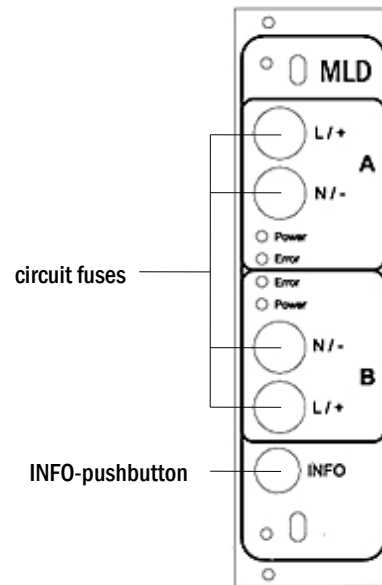 MLD
L / +
A
N / -
Power
Error
circuit fuses
Error
Power
N / -
B
L / +
INFO-pushbutton
INFO